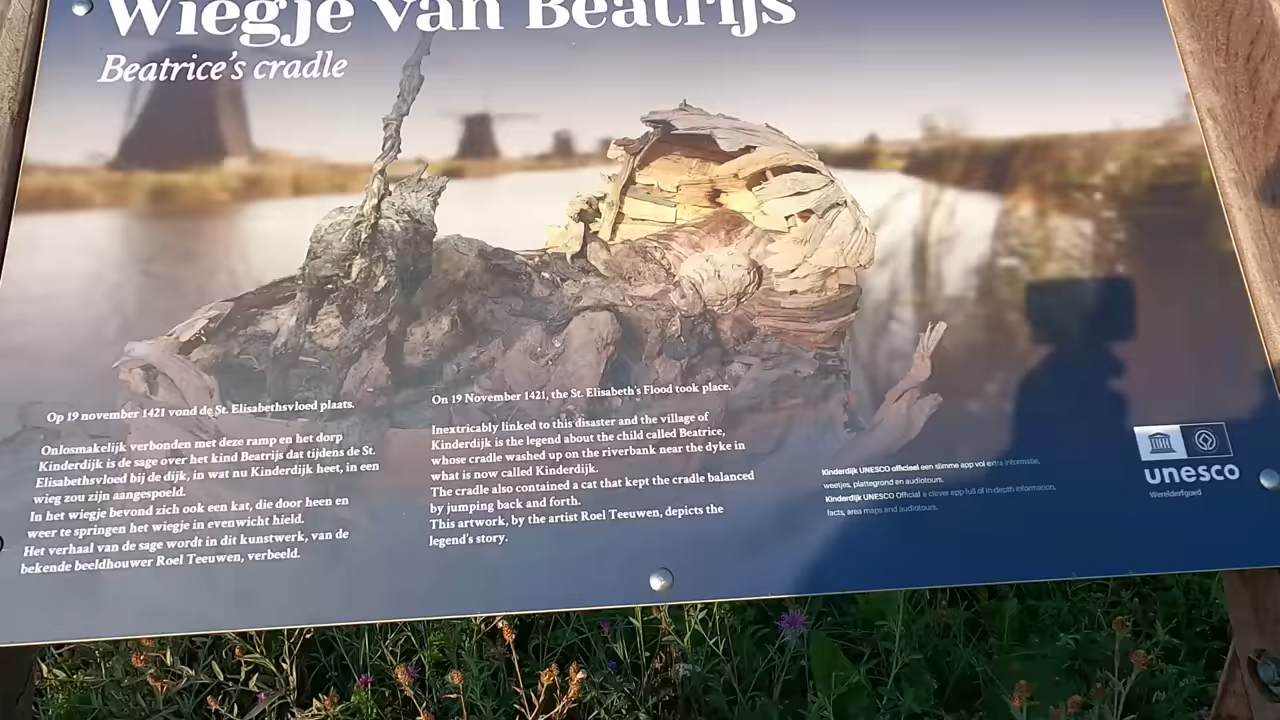 Wiegje van Beatrijs
Beatrice's cradle
Op 19 november 1421 vond de St. Elisabethsvloed plaats.
Onlosmakelijk verbonden met deze ramp en het dorp
Kinderdijk is de sage over het kind Beatrijs dat tijdens de St.
Elisabethsvloed bij de dijk, in wat nu Kinderdijk heet, in een
wieg zou zijn aangespoeld.
In het wiegje bevond zich ook een kat, die door heen en
weer te springen het wiegje in evenwicht hield.
Het verhaal van de sage wordt in dit kunstwerk, van de
bekende beeldhouwer Roel Teeuwen, verbeeld.
On 19 November 1421, the St. Elisabeth's Flood took place.
Inextricably linked to this disaster and the village of
Kinderdijk is the legend about the child called Beatrice,
whose cradle washed up on the riverbank near the dyke in
what is now called Kinderdijk.
The cradle also contained a cat that kept the cradle balanced
by jumping back and forth.
This artwork, by the artist Roel Teeuwen, depicts the
legend's story.
Kinderdijk UNESCO officieel een slimme app vol extra informatie,
weetjes, plattegrond en audiotours.
Kinderdijk UNESCO Official a clever app full of in-depth information,
facts, area maps and audiotours.
unesco
Werelderfgoed